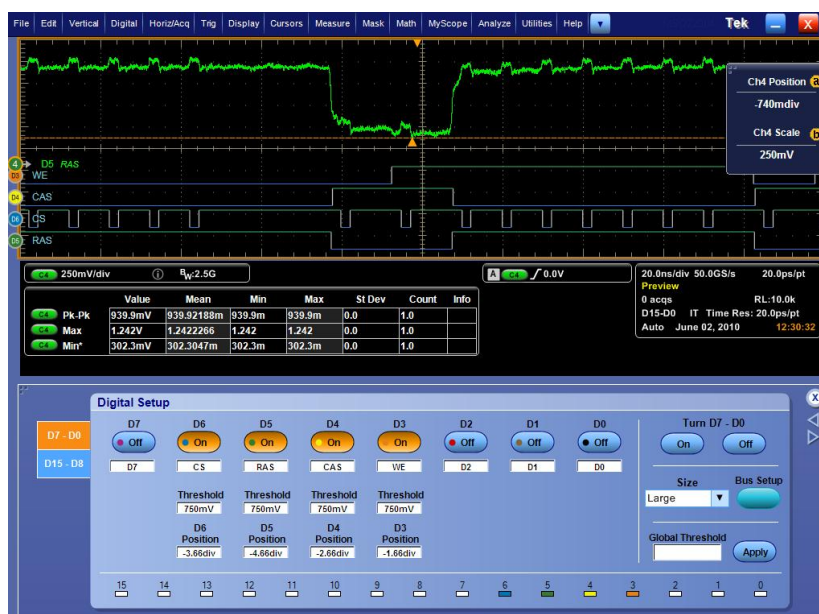 File Edit Vertical Digital Horiz/Acq Trig Display Cursors Measure Mask Math MyScope Analyze Utilities Help Tek X
Ch4 Position a
-740mdiv
Ch4 Scale b
250mV
4 D5 RAS
D3 WE
D4 CAS
D6 CS
D5 RAS
C4 250mV/div BW:2.5G
A C4 0.0V
20.0ns/div 50.0GS/s 20.0ps/pt
Preview
0 acqs RL:10.0k
D15-D0 IT Time Res: 20.0ps/pt
Auto June 02, 2010 12:30:32
Value Mean Min Max St Dev Count Info
C4 Pk-Pk 939.9mV 939.92188m 939.9m 939.9m 0.0 1.0
C4 Max 1.242V 1.2422266 1.242 1.242 0.0 1.0
C4 Min* 302.3mV 302.3047m 302.3m 302.3m 0.0 1.0
X
Digital Setup
D7 - D0
D15 - D8
D7 D6 D5 D4 D3 D2 D1 D0
Off On On On On Off Off Off
D7 CS RAS CAS WE D2 D1 D0
Threshold Threshold Threshold Threshold
750mV 750mV 750mV 750mV
D6 D5 D4 D3
Position Position Position Position
-3.66div -4.66div -2.66div -1.66div
Turn D7 - D0
On Off
Size Bus Setup
Large
Global Threshold
Apply
15 14 13 12 11 10 9 8 7 6 5 4 3 2 1 0